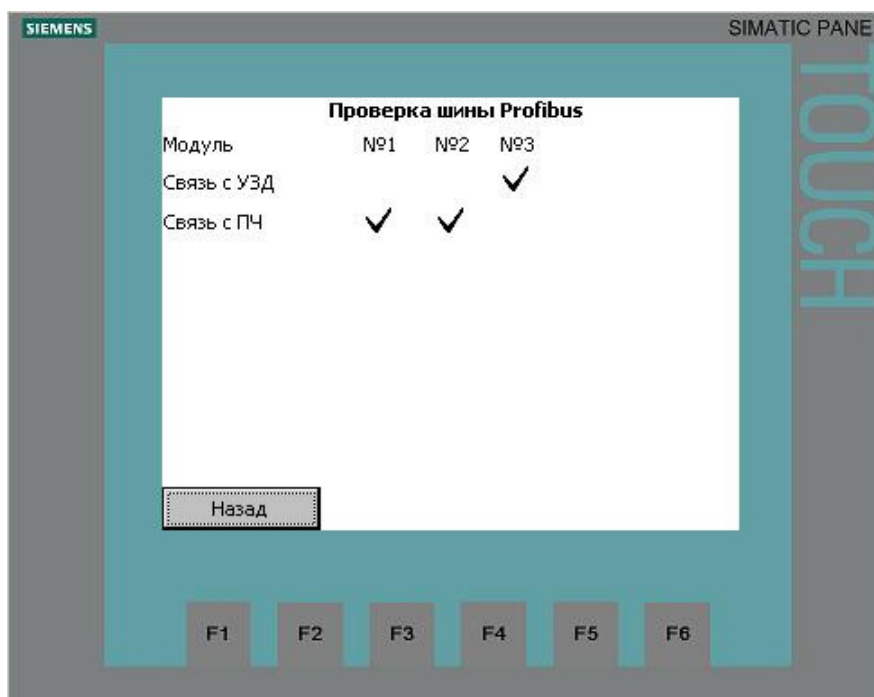 SIEMENS
SIMATIC PANE
TOUCH
Проверка шины Profibus
Модуль №1 №2 №3
Связь с УЗД
Связь с ПЧ
Назад
F1 F2 F3 F4 F5 F6